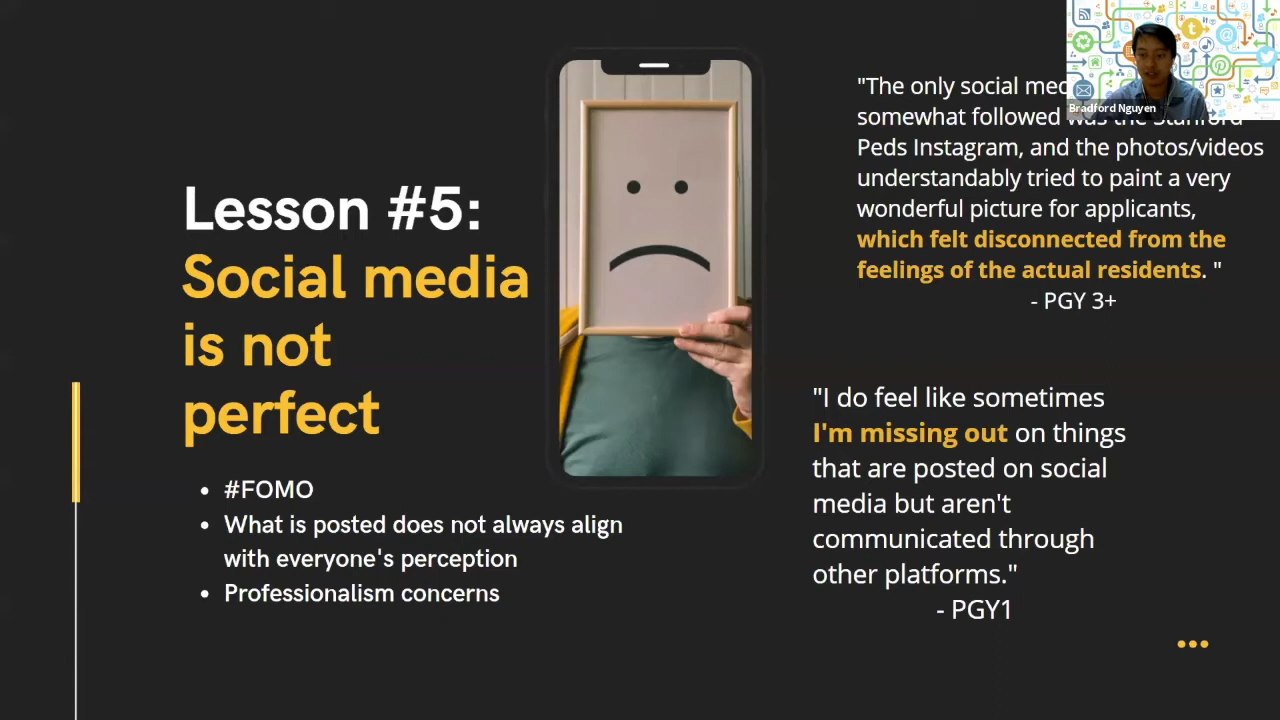 Lesson #5:
Social media
is not
perfect
• #FOMO
• What is posted does not always align
with everyone's perception
• Professionalism concerns
"The only social
somewhat followed was the Stanford
Peds Instagram, and the photos/videos
understandably tried to paint a very
wonderful picture for applicants,
which felt disconnected from the
feelings of the actual residents. "
- PGY 3+
"I do feel like sometimes
I'm missing out on things
that are posted on social
media but aren't
communicated through
other platforms."
- PGY1
Bradford Nguyen